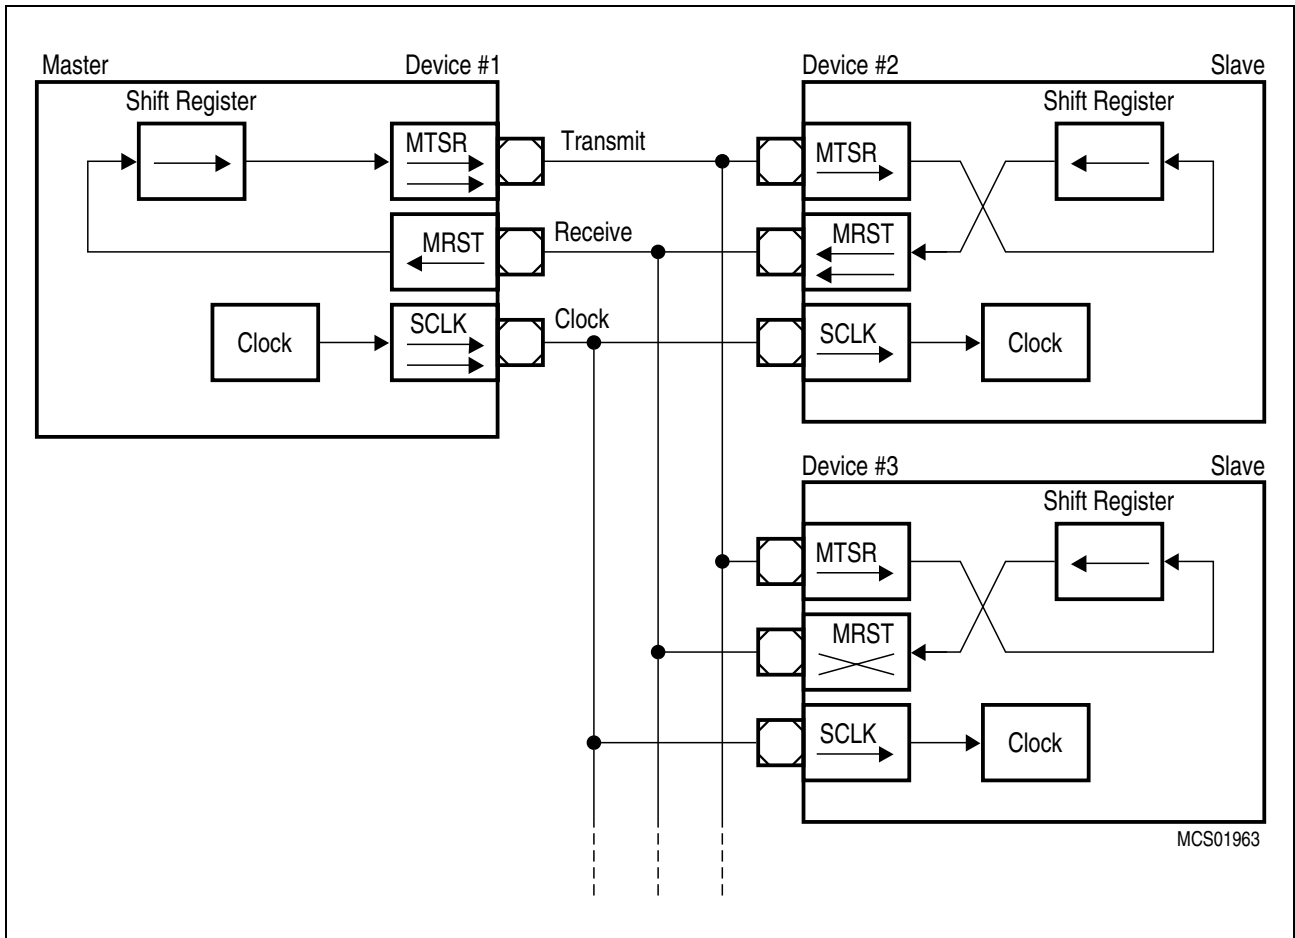 Master Device #1
Shift Register
MTSR
Transmit
MRST
Receive
Clock
SCLK
Clock
Device #2 Slave
Shift Register
MTSR
MRST
SCLK
Clock
Device #3 Slave
Shift Register
MTSR
MRST
SCLK
Clock
MCS01963